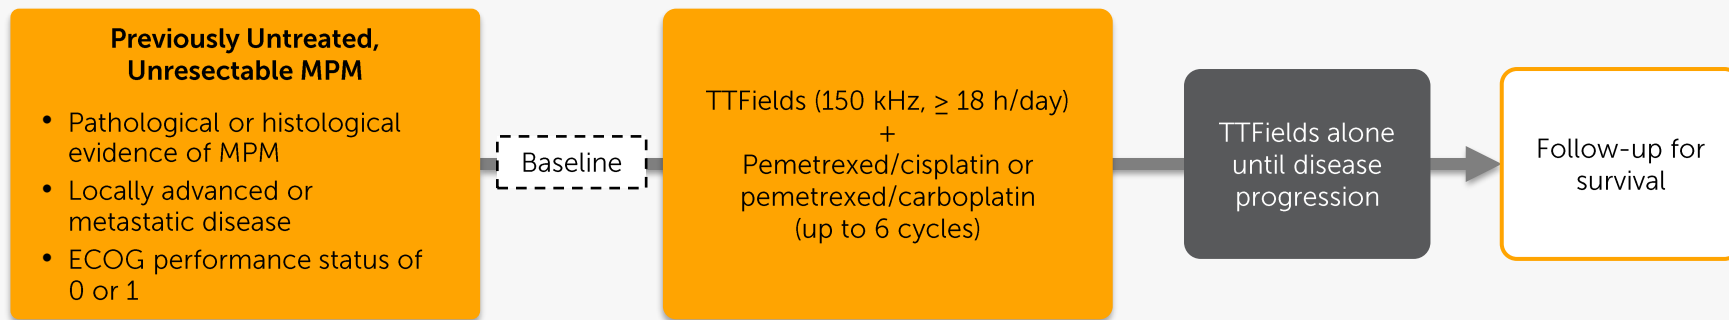 Previously Untreated,
Unresectable MPM
• Pathological or histological
evidence of MPM
• Locally advanced or
metastatic disease
• ECOG performance status of
0 or 1
Baseline
TTFields (150 kHz, ≥ 18 h/day)
+
Pemetrexed/cisplatin or
pemetrexed/carboplatin
(up to 6 cycles)
TTFields alone
until disease
progression
Follow-up for
survival